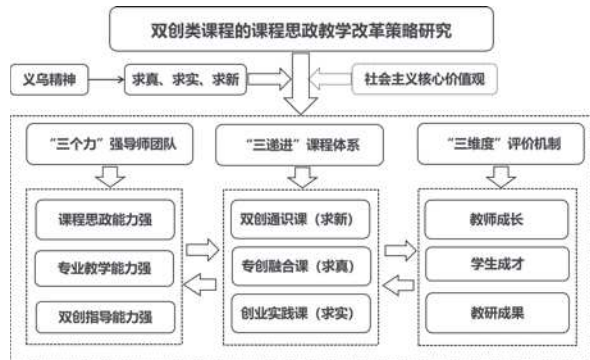 双创类课程的课程思政教学改革策略研究
义乌精神
求真、求实、求新
社会主义核心价值观
“三个力”强导师团队
“三递进”课程体系
“三维度”评价机制
课程思政能力强
专业教学能力强
双创指导能力强
双创通识课（求新）
专创融合课（求真）
创业实践课（求实）
教师成长
学生成才
教研成果